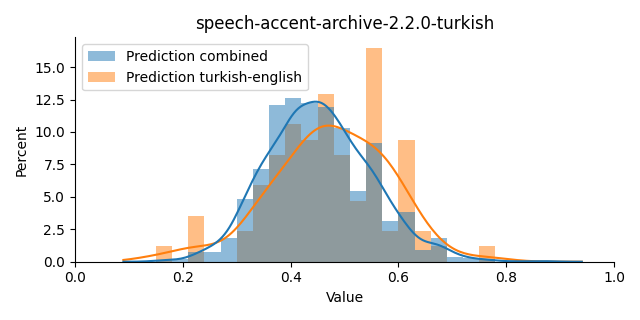 speech-accent-archive-2.2.0-turkish
Prediction combined
Prediction turkish-english
Percent
15.0
12.5
10.0
7.5
5.0
2.5
0.0
0.0 0.2 0.4 0.6 0.8 1.0
Value